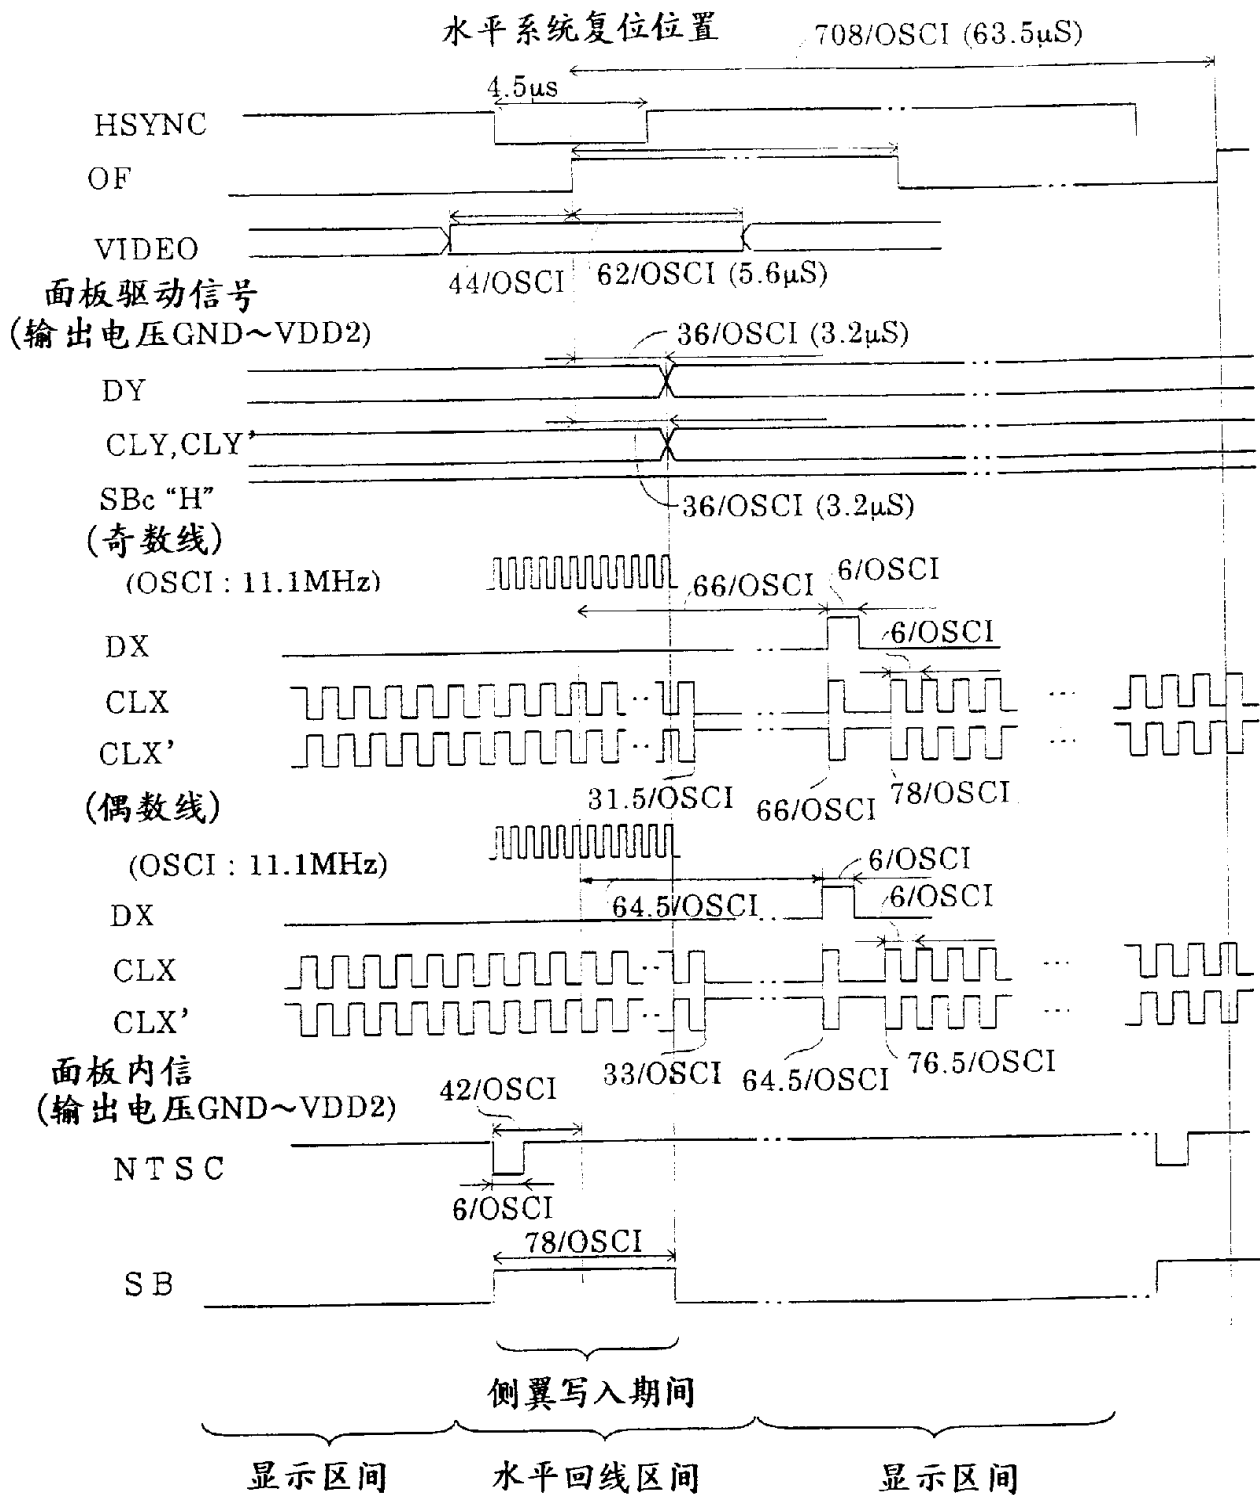 水平系统复位位置
708/OSCI (63.5μS)
4.5μs
HSYNC
OF
VIDEO
44/OSCI
62/OSCI (5.6μS)
面板驱动信号
(输出电压GND～VDD2)
36/OSCI (3.2μS)
DY
CLY,CLY'
SBc “H”
36/OSCI (3.2μS)
(奇数线)
(OSCI : 11.1MHz)
66/OSCI
6/OSCI
DX
6/OSCI
CLX
CLX'
31.5/OSCI
66/OSCI
78/OSCI
(偶数线)
(OSCI : 11.1MHz)
6/OSCI
64.5/OSCI
6/OSCI
DX
CLX
CLX'
33/OSCI
64.5/OSCI
76.5/OSCI
面板内信
(输出电压GND～VDD2)
42/OSCI
NTSC
6/OSCI
78/OSCI
SB
侧翼写入期间
显示区间
水平回线区间
显示区间